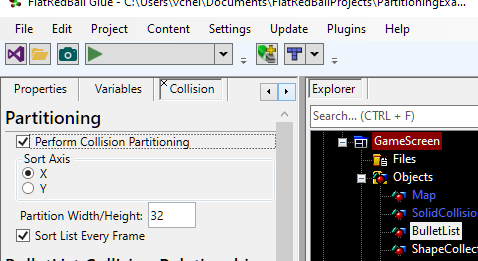 FlatRedBall Glue - C:\Users\vchel\Documents\FlatRedBallProjects\PartitioningExa...
File Edit Project Content Settings Update Plugins Help
Properties Variables Collision
Partitioning
Perform Collision Partitioning
Sort Axis
X
Y
Partition Width/Height: 32
Sort List Every Frame
Explorer
Search... (CTRL + F)
GameScreen
Files
Objects
Map
SolidCollision
BulletList
ShapeCollec